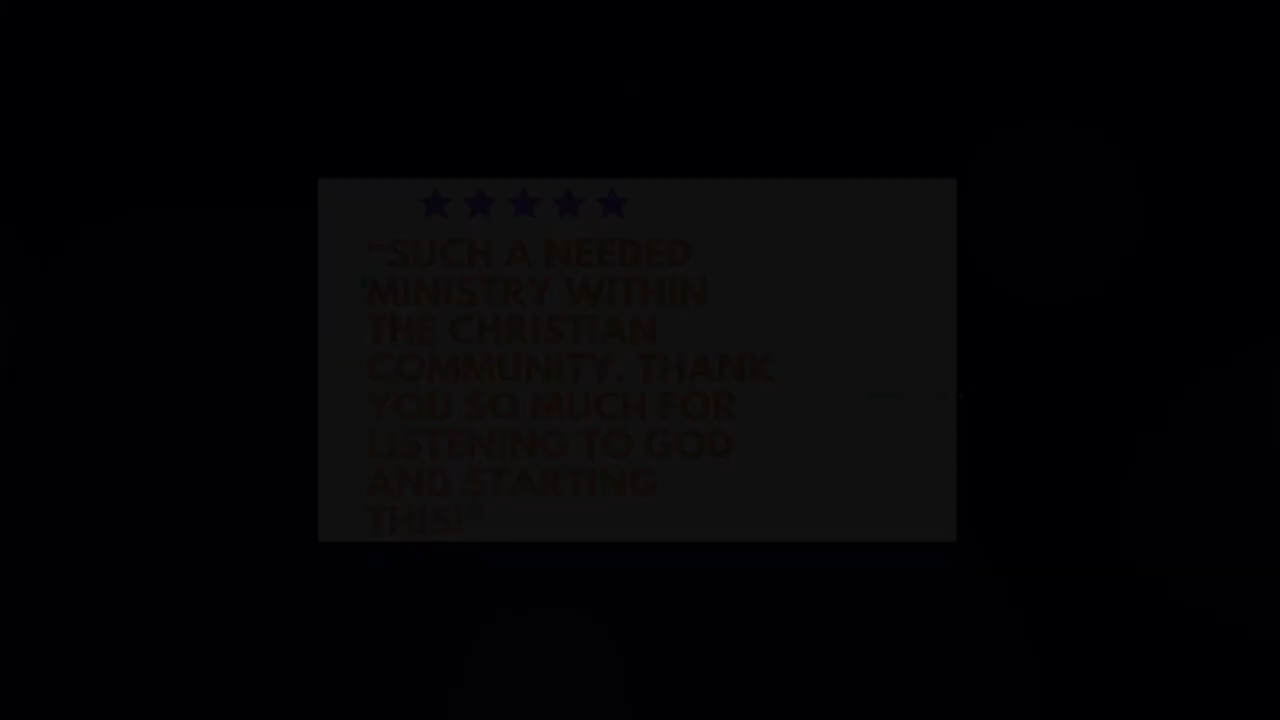 "SUCH A NEEDED
MINISTRY WITHIN
THE CHRISTIAN
COMMUNITY. THANK
YOU SO MUCH FOR
LISTENING TO GOD
AND STARTING
THIS!"